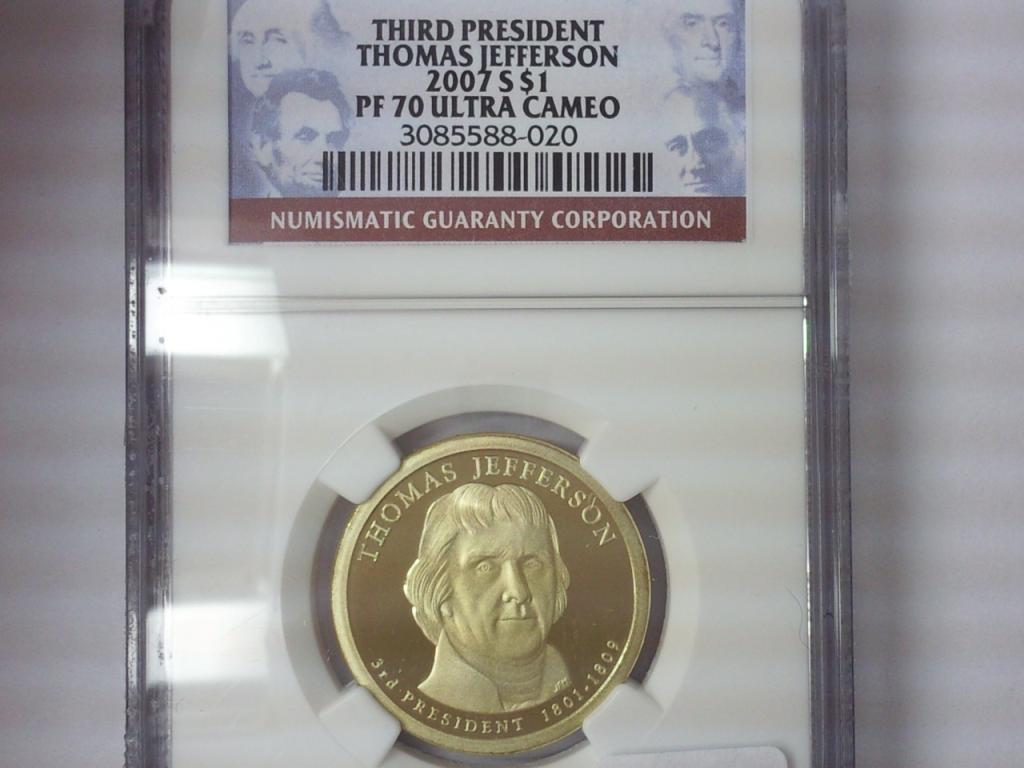 THIRD PRESIDENT
THOMAS JEFFERSON
2007 S $1
PF 70 ULTRA CAMEO
3085588-020
NUMISMATIC GUARANTY CORPORATION
THOMAS JEFFERSON
3rd PRESIDENT 1801-1809